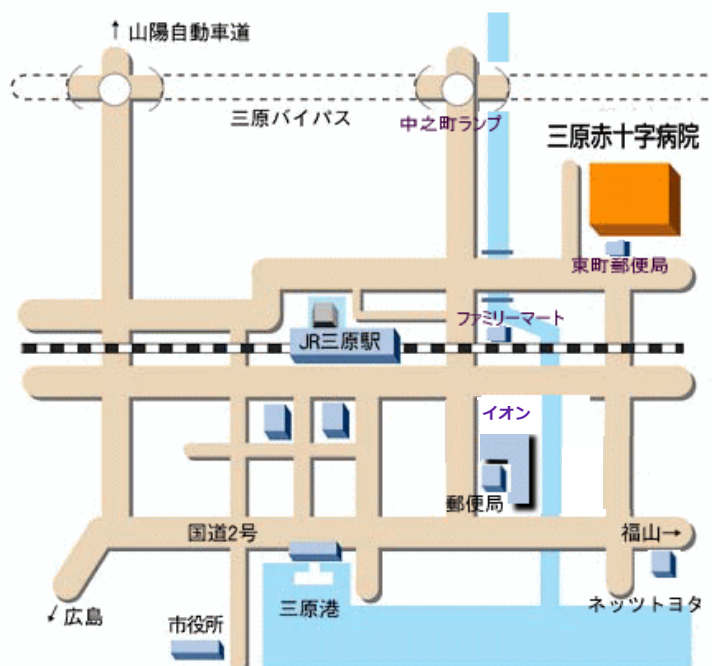 ↑山陽自動車道
三原バイパス
中之町ランプ
三原赤十字病院
東町郵便局
ファミリーマート
JR三原駅
イオン
郵便局
国道2号
福山→
三原港
ネッツトヨタ
↙広島
市役所